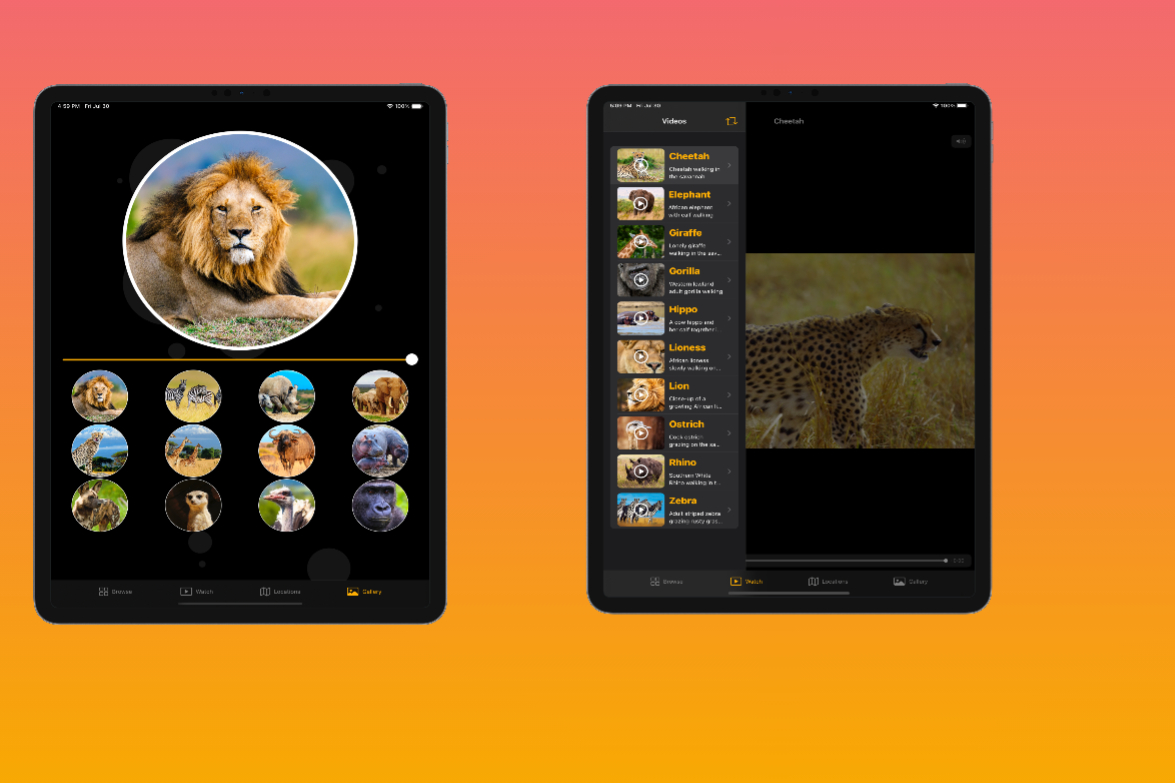 4:59 PM Fri Jul 30
100%
Browse
Watch
Locations
Gallery
100%
Videos
Cheetah
Cheetah
Cheetah walking in
the savannah
Elephant
African elephant
with calf walking
Giraffe
Lonely giraffe
walking in the sav...
Gorilla
Western lowland
adult gorilla walking
Hippo
A cow hippo and
her calf together i...
Lioness
African lioness
slowly walking on...
Lion
Close-up of a
growling African li...
Ostrich
Cock ostrich
grazing on the sa...
Rhino
Southern White
Rhino walking in t...
Zebra
Adult striped zebra
grazing rusty gras...
Browse
Watch
Locations
Gallery